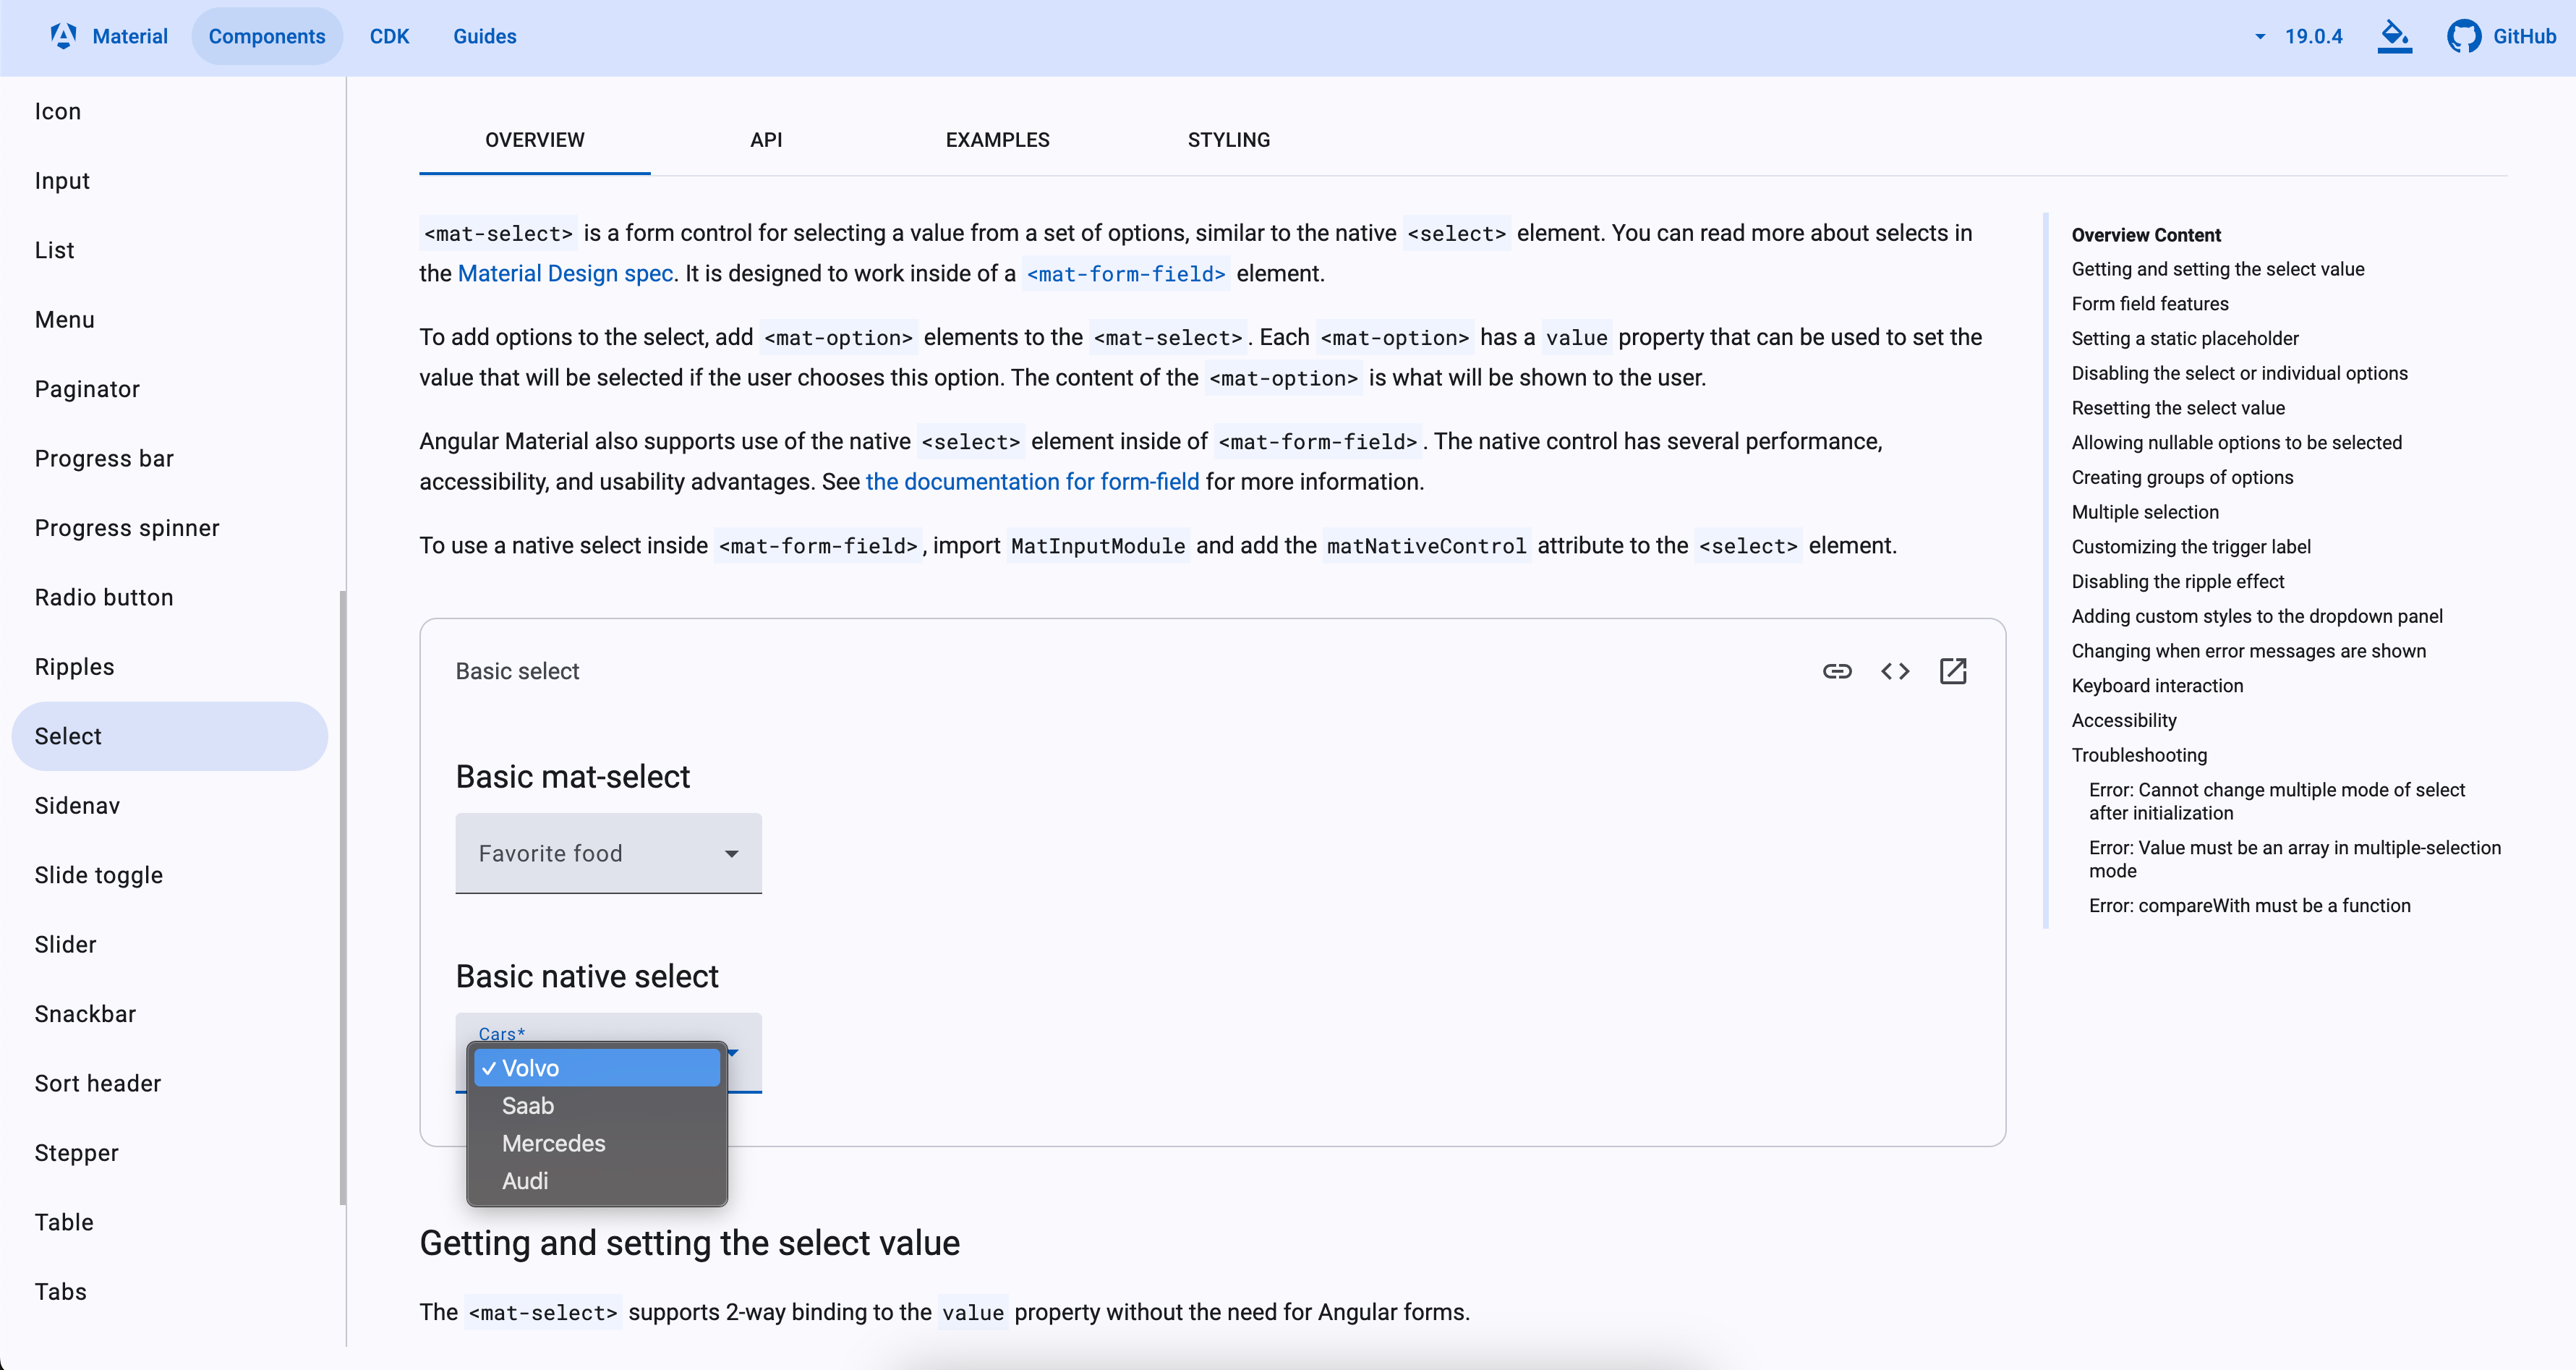 Material
Components
CDK
Guides
19.0.4
GitHub
Icon
Input
List
Menu
Paginator
Progress bar
Progress spinner
Radio button
Ripples
Select
Sidenav
Slide toggle
Slider
Snackbar
Sort header
Stepper
Table
Tabs
OVERVIEW
API
EXAMPLES
STYLING
<mat-select> is a form control for selecting a value from a set of options, similar to the native <select> element. You can read more about selects in
the Material Design spec. It is designed to work inside of a <mat-form-field> element.
To add options to the select, add <mat-option> elements to the <mat-select>. Each <mat-option> has a value property that can be used to set the
value that will be selected if the user chooses this option. The content of the <mat-option> is what will be shown to the user.
Angular Material also supports use of the native <select> element inside of <mat-form-field>. The native control has several performance,
accessibility, and usability advantages. See the documentation for form-field for more information.
To use a native select inside <mat-form-field>, import MatInputModule and add the matNativeControl attribute to the <select> element.
Basic select
Basic mat-select
Favorite food
Basic native select
Cars*
✓ Volvo
Saab
Mercedes
Audi
Getting and setting the select value
The <mat-select> supports 2-way binding to the value property without the need for Angular forms.
Overview Content
Getting and setting the select value
Form field features
Setting a static placeholder
Disabling the select or individual options
Resetting the select value
Allowing nullable options to be selected
Creating groups of options
Multiple selection
Customizing the trigger label
Disabling the ripple effect
Adding custom styles to the dropdown panel
Changing when error messages are shown
Keyboard interaction
Accessibility
Troubleshooting
Error: Cannot change multiple mode of select
after initialization
Error: Value must be an array in multiple-selection
mode
Error: compareWith must be a function